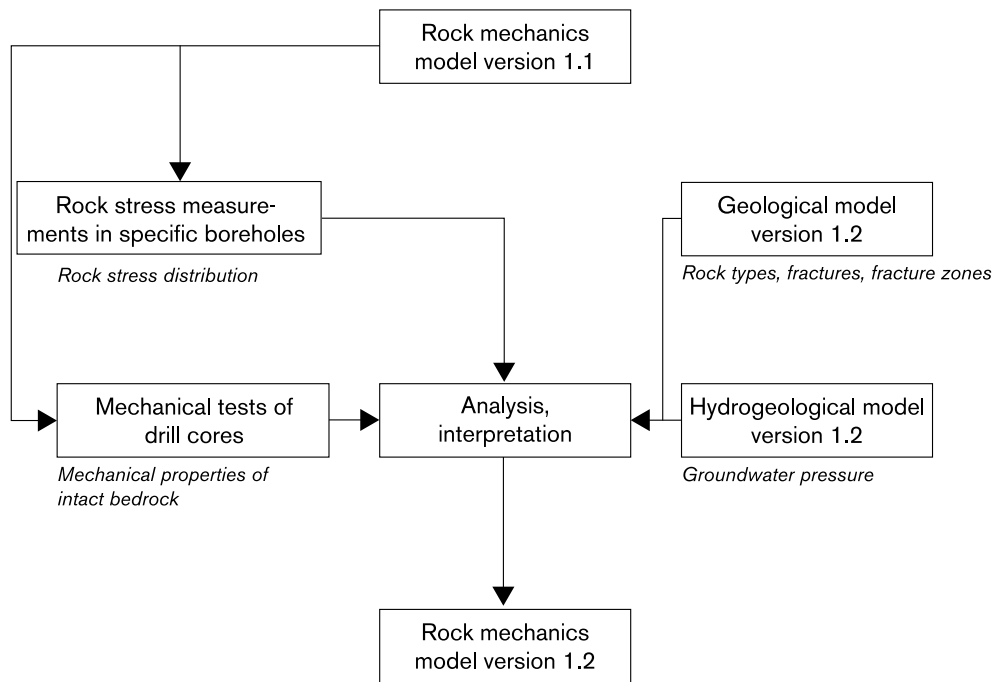 Rock mechanics
model version 1.1
Rock stress measure-
ments in specific boreholes
Rock stress distribution
Geological model
version 1.2
Rock types, fractures, fracture zones
Mechanical tests of
drill cores
Mechanical properties of
intact bedrock
Analysis,
interpretation
Hydrogeological model
version 1.2
Groundwater pressure
Rock mechanics
model version 1.2